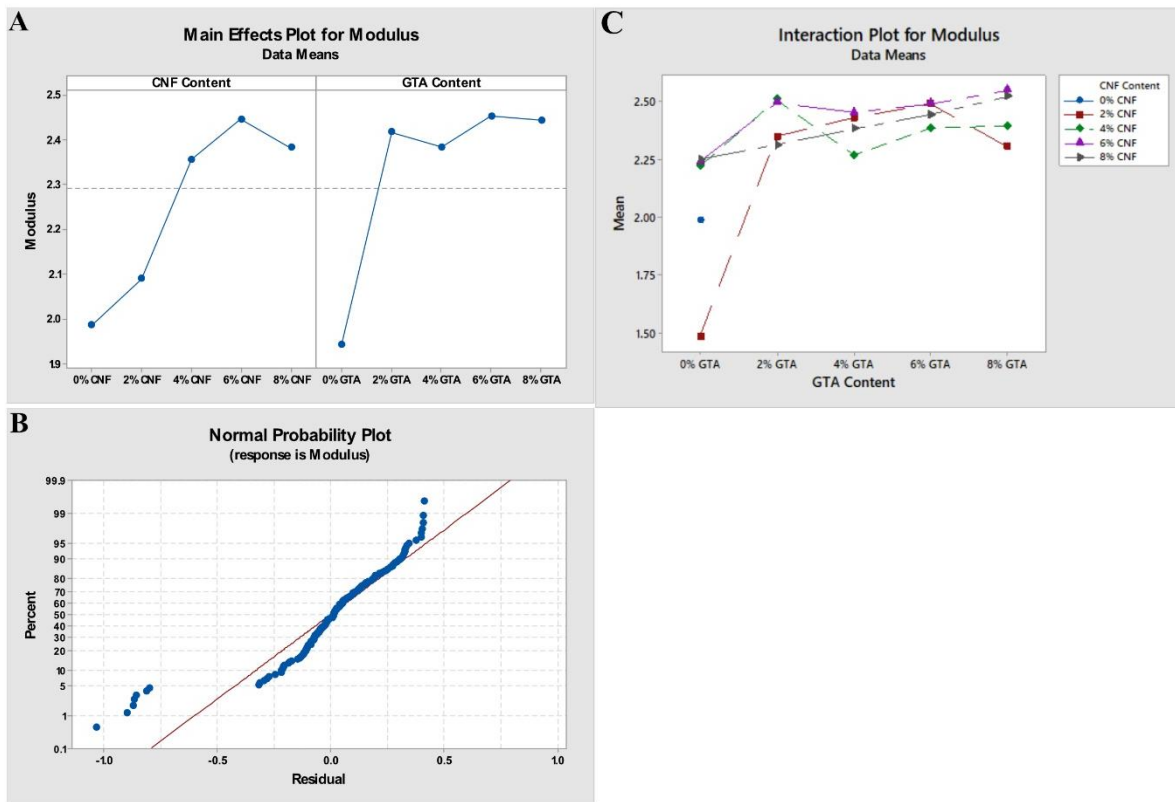 A
Main Effects Plot for Modulus
Data Means
CNF Content GTA Content
Modulus
2.5
2.4
2.3
2.2
2.1
2.0
1.9
0% CNF 2% CNF 4% CNF 6% CNF 8% CNF 0% GTA 2% GTA 4% GTA 6% GTA 8% GTA
C
Interaction Plot for Modulus
Data Means
Mean
2.50
2.25
2.00
1.75
1.50
0% GTA 2% GTA 4% GTA 6% GTA 8% GTA
GTA Content
CNF Content
0% CNF
2% CNF
4% CNF
6% CNF
8% CNF
B
Normal Probability Plot
(response is Modulus)
Percent
99.9
99
95
90
80
70
60
50
40
30
20
10
5
1
0.1
-1.0 -0.5 0.0 0.5 1.0
Residual